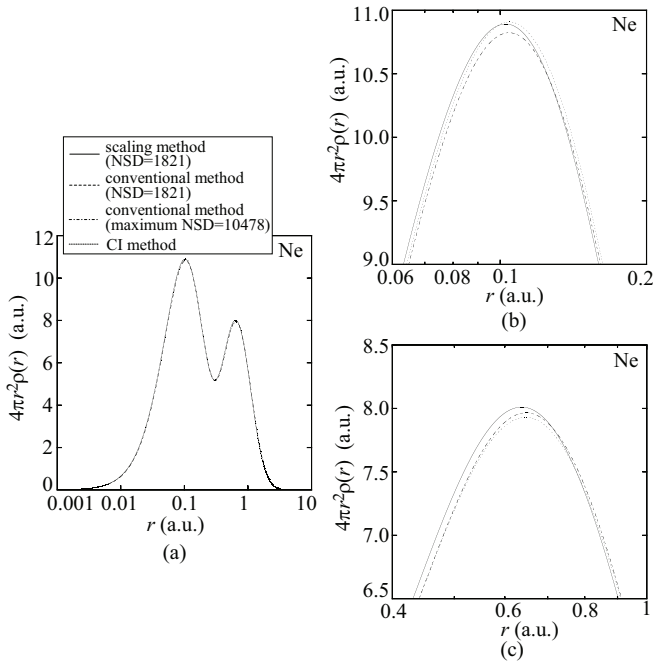 scaling method
(NSD=1821)
conventional method
(NSD=1821)
conventional method
(maximum NSD=10478)
CI method
12
10
8
6
4
2
0
4πr²ρ(r) (a.u.)
Ne
0.001 0.01 0.1 1 10
r (a.u.)
(a)
11.0
10.5
10.0
9.5
9.0
4πr²ρ(r) (a.u.)
Ne
0.06 0.08 0.1 0.2
r (a.u.)
(b)
8.5
8.0
7.5
7.0
6.5
4πr²ρ(r) (a.u.)
Ne
0.4 0.6 0.8 1
r (a.u.)
(c)